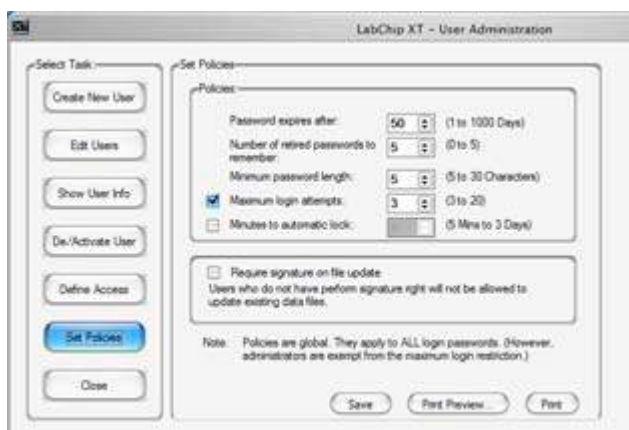 LabChip XT - User Administration
Select Task:
Create New User
Edit Users
Show User Info
De-/Activate User
Define Access
Set Policies
Close
Set Policies
Policies
Password expires after: 50 (1 to 1000 Days)
Number of retired passwords to remember: 5 (0 to 5)
Minimum password length: 5 (5 to 30 Characters)
Maximum login attempts: 3 (3 to 20)
Minutes to automatic lock: (5 Mins to 3 Days)
Require signature on file update
Users who do not have perform signature right will not be allowed to
update existing data files.
Note: Policies are global. They apply to ALL login passwords. (However,
administrators are exempt from the maximum login restriction.)
Save Print Preview... Print